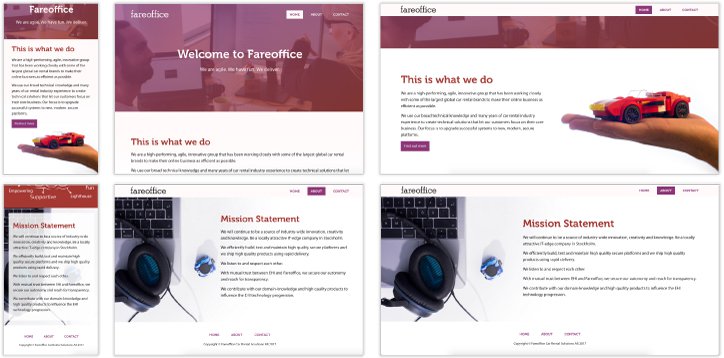 Fareoffice
We are agile. We have fun. We deliver.
This is what we do
We are a high-performing, agile, innovative group
that has been working closely with some of the
largest global car rental brands to make their
online business as efficient as possible.
We use our broad technical knowledge and many
years of car rental industry experience to create
technical solutions that let our customers focus on
their core business. Our focus is to upgrade
successful systems to new, modern, secure
platforms.
Find out more
fareoffice
HOME
ABOUT
CONTACT
Welcome to Fareoffice
We are agile. We have fun. We deliver.
This is what we do
We are a high-performing, agile, innovative group that has been working closely with some of the largest global car rental
brands to make their online business as efficient as possible.
We use our broad technical knowledge and many years of car rental industry experience to create technical solutions that let
fareoffice
HOME
ABOUT
CONTACT
This is what we do
We are a high-performing, agile, innovative group that has been working closely
with some of the largest global car rental brands to make their online business as
efficient as possible.
We use our broad technical knowledge and many years of car rental industry
experience to create technical solutions that let our customers focus on their core
business. Our focus is to upgrade successful systems to new, modern, secure
platforms.
Find out more
Empowering
Fun
Supportive
Lighthouse
Mission Statement
We will continue to be a source of industry wide
innovation, creativity and knowledge. Be a locally
attractive IT-edge company in Stockholm.
We efficiently build, test and maintain high
quality secure platforms and we ship high quality
products using rapid delivery.
We listen to and respect each other.
With mutual trust between EHI and Fareoffice, we
secure our autonomy and reach for transparency.
We contribute with our domain knowledge and
high quality products to influence the
EHI technology progression.
HOME
ABOUT
CONTACT
Copyright © Fareoffice Car Rental Solutions AB 2017
fareoffice
HOME
ABOUT
CONTACT
Mission Statement
We will continue to be a source of industry wide innovation, creativity
and knowledge. Be a locally attractive IT-edge company in Stockholm.
We efficiently build, test and maintain high quality secure platforms
and we ship high quality products using rapid delivery.
We listen to and respect each other.
With mutual trust between EHI and Fareoffice, we secure our autonomy
and reach for transparency.
We contribute with our domain knowledge and high quality products to
influence the EHI technology progression.
HOME
ABOUT
CONTACT
Copyright © Fareoffice Car Rental Solutions AB 2017
fareoffice
HOME
ABOUT
CONTACT
Mission Statement
We will continue to be a source of industry wide innovation, creativity and knowledge. Be a locally
attractive IT-edge company in Stockholm.
We efficiently build, test and maintain high quality secure platforms and we ship high quality
products using rapid delivery.
We listen to and respect each other.
With mutual trust between EHI and Fareoffice, we secure our autonomy and reach for transparency.
We contribute with our domain knowledge and high quality products to influence the EHI
technology progression.
HOME
ABOUT
CONTACT
Copyright © Fareoffice Car Rental Solutions AB 2017